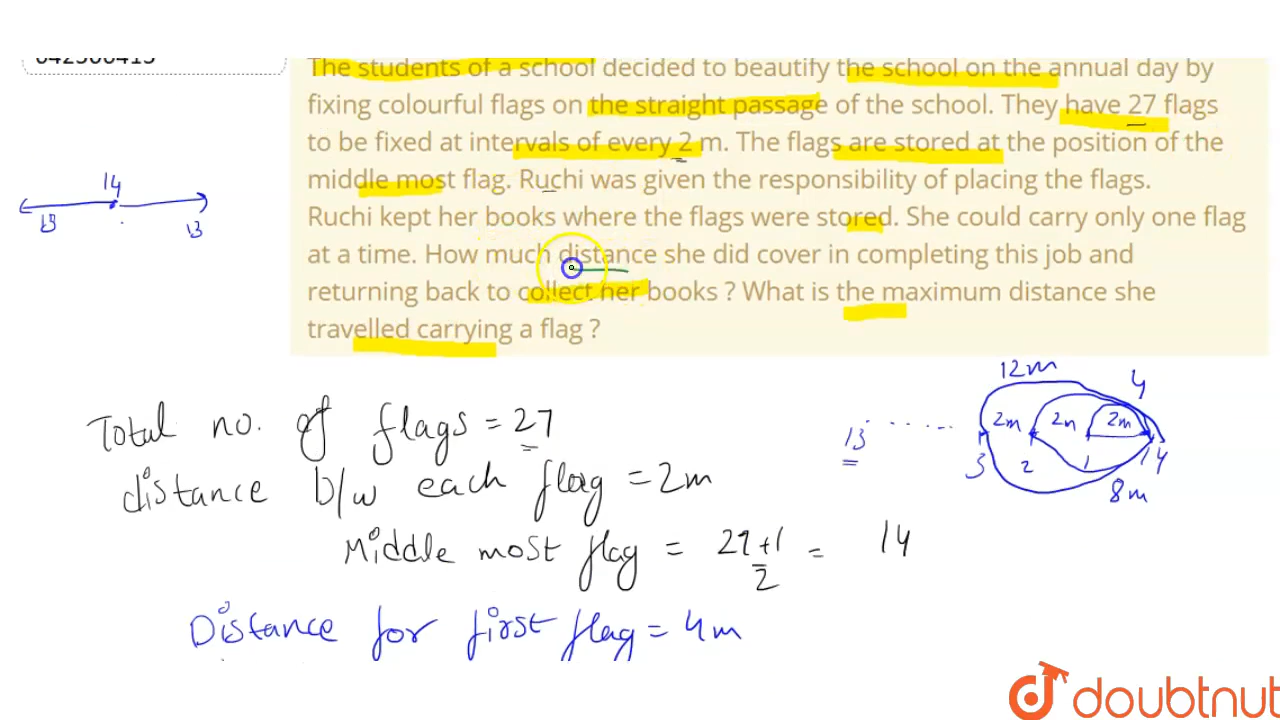 The students of a school decided to beautify the school on the annual day by
fixing colourful flags on the straight passage of the school. They have 27 flags
to be fixed at intervals of every 2 m. The flags are stored at the position of the
middle most flag. Ruchi was given the responsibility of placing the flags.
Ruchi kept her books where the flags were stored. She could carry only one flag
at a time. How much distance she did cover in completing this job and
returning back to collect her books ? What is the maximum distance she
travelled carrying a flag ?
14
13 13
12m
4
2m 2m 2m
13
3 2 1 14
8m
Total no. of flags = 27
distance b/w each flag = 2m
Middle most flag = 27+1 = 14
2
Distance for first flag = 4m
doubtnut